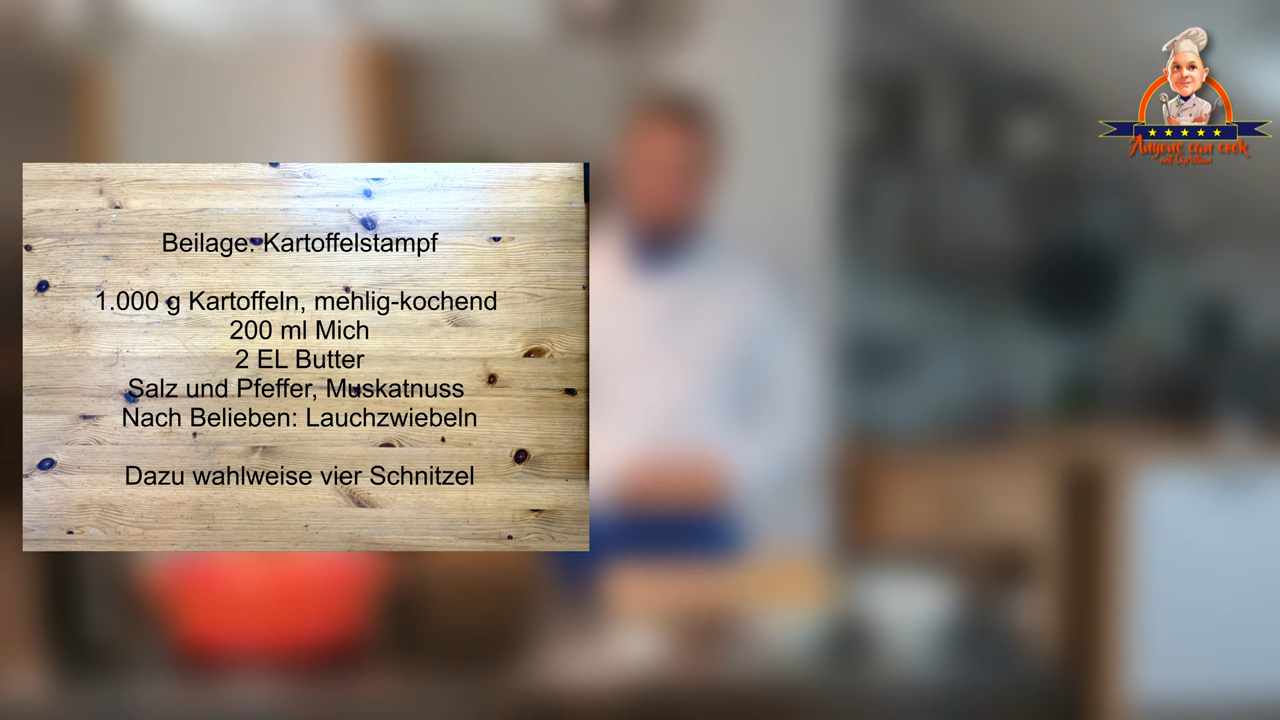 Beilage: Kartoffelstampf
1.000 g Kartoffeln, mehlig-kochend
200 ml Mich
2 EL Butter
Salz und Pfeffer, Muskatnuss
Nach Belieben: Lauchzwiebeln
Dazu wahlweise vier Schnitzel
Anyone can cook